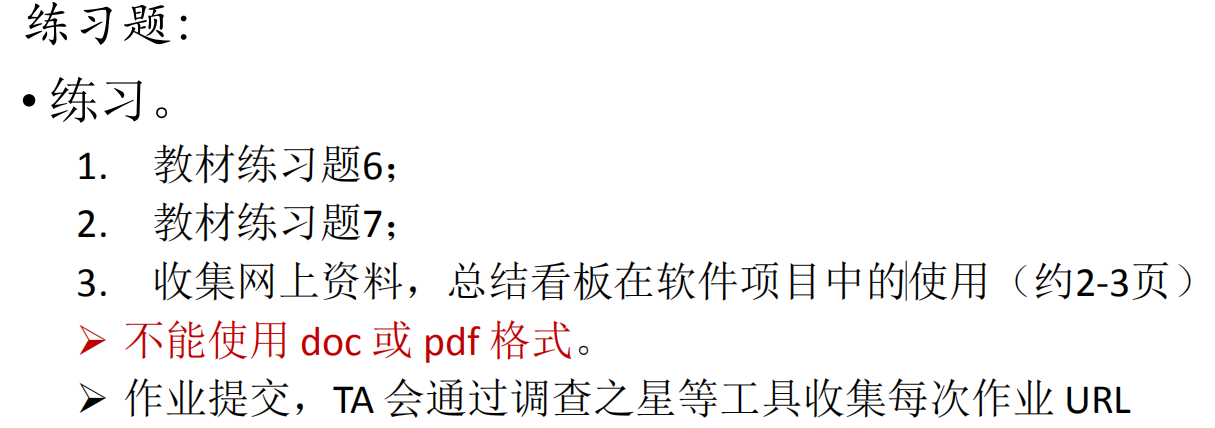 练习题:
• 练习。
1. 教材练习题6；
2. 教材练习题7；
3. 收集网上资料，总结看板在软件项目中的使用（约2-3页）
➢ 不能使用 doc 或 pdf 格式。
➢ 作业提交，TA 会通过调查之星等工具收集每次作业 URL